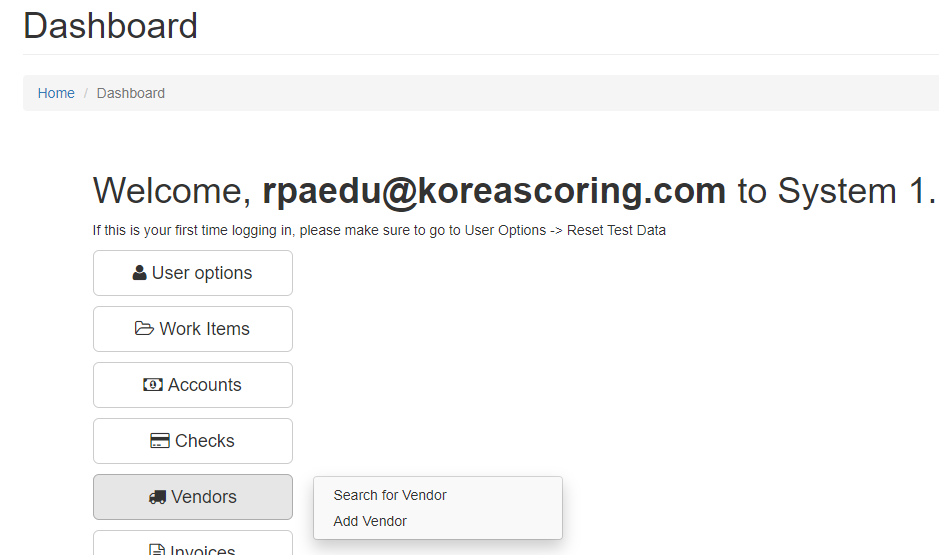 Dashboard
Home / Dashboard
Welcome, rpaedu@koreascoring.com to System 1.
If this is your first time logging in, please make sure to go to User Options -> Reset Test Data
User options
Work Items
Accounts
Checks
Vendors
Search for Vendor
Add Vendor
Invoices